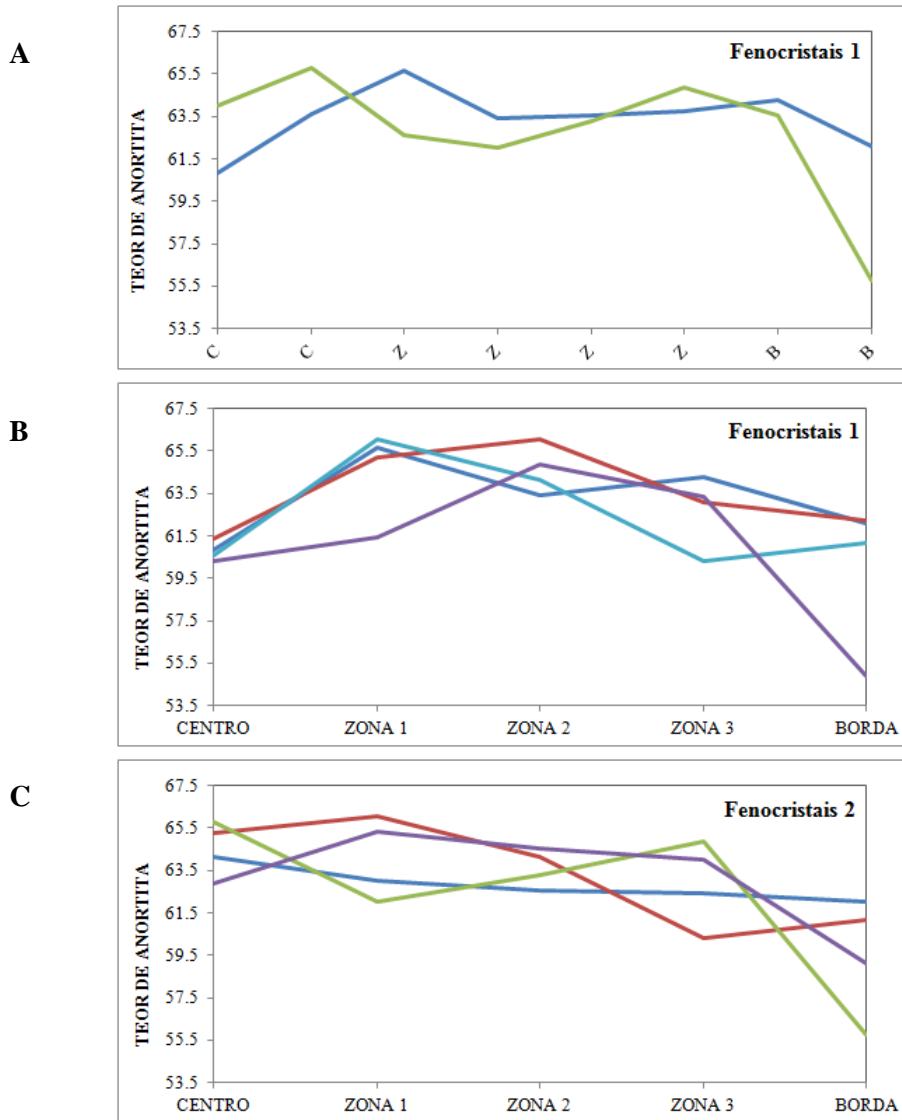 A
Fenocristais 1
TEOR DE ANORTITA
67.5
65.5
63.5
61.5
59.5
57.5
55.5
53.5
C C Z Z Z Z B B
B
Fenocristais 1
TEOR DE ANORTITA
67.5
65.5
63.5
61.5
59.5
57.5
55.5
53.5
CENTRO ZONA 1 ZONA 2 ZONA 3 BORDA
C
Fenocristais 2
TEOR DE ANORTITA
67.5
65.5
63.5
61.5
59.5
57.5
55.5
53.5
CENTRO ZONA 1 ZONA 2 ZONA 3 BORDA